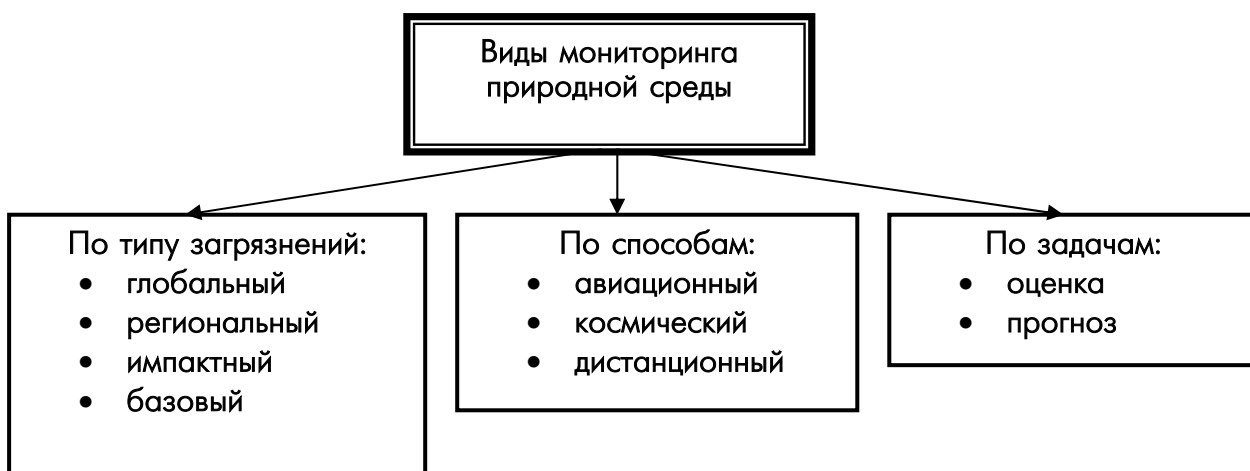 Виды мониторинга
природной среды
По типу загрязнений:
• глобальный
• региональный
• импактный
• базовый
По способам:
• авиационный
• космический
• дистанционный
По задачам:
• оценка
• прогноз